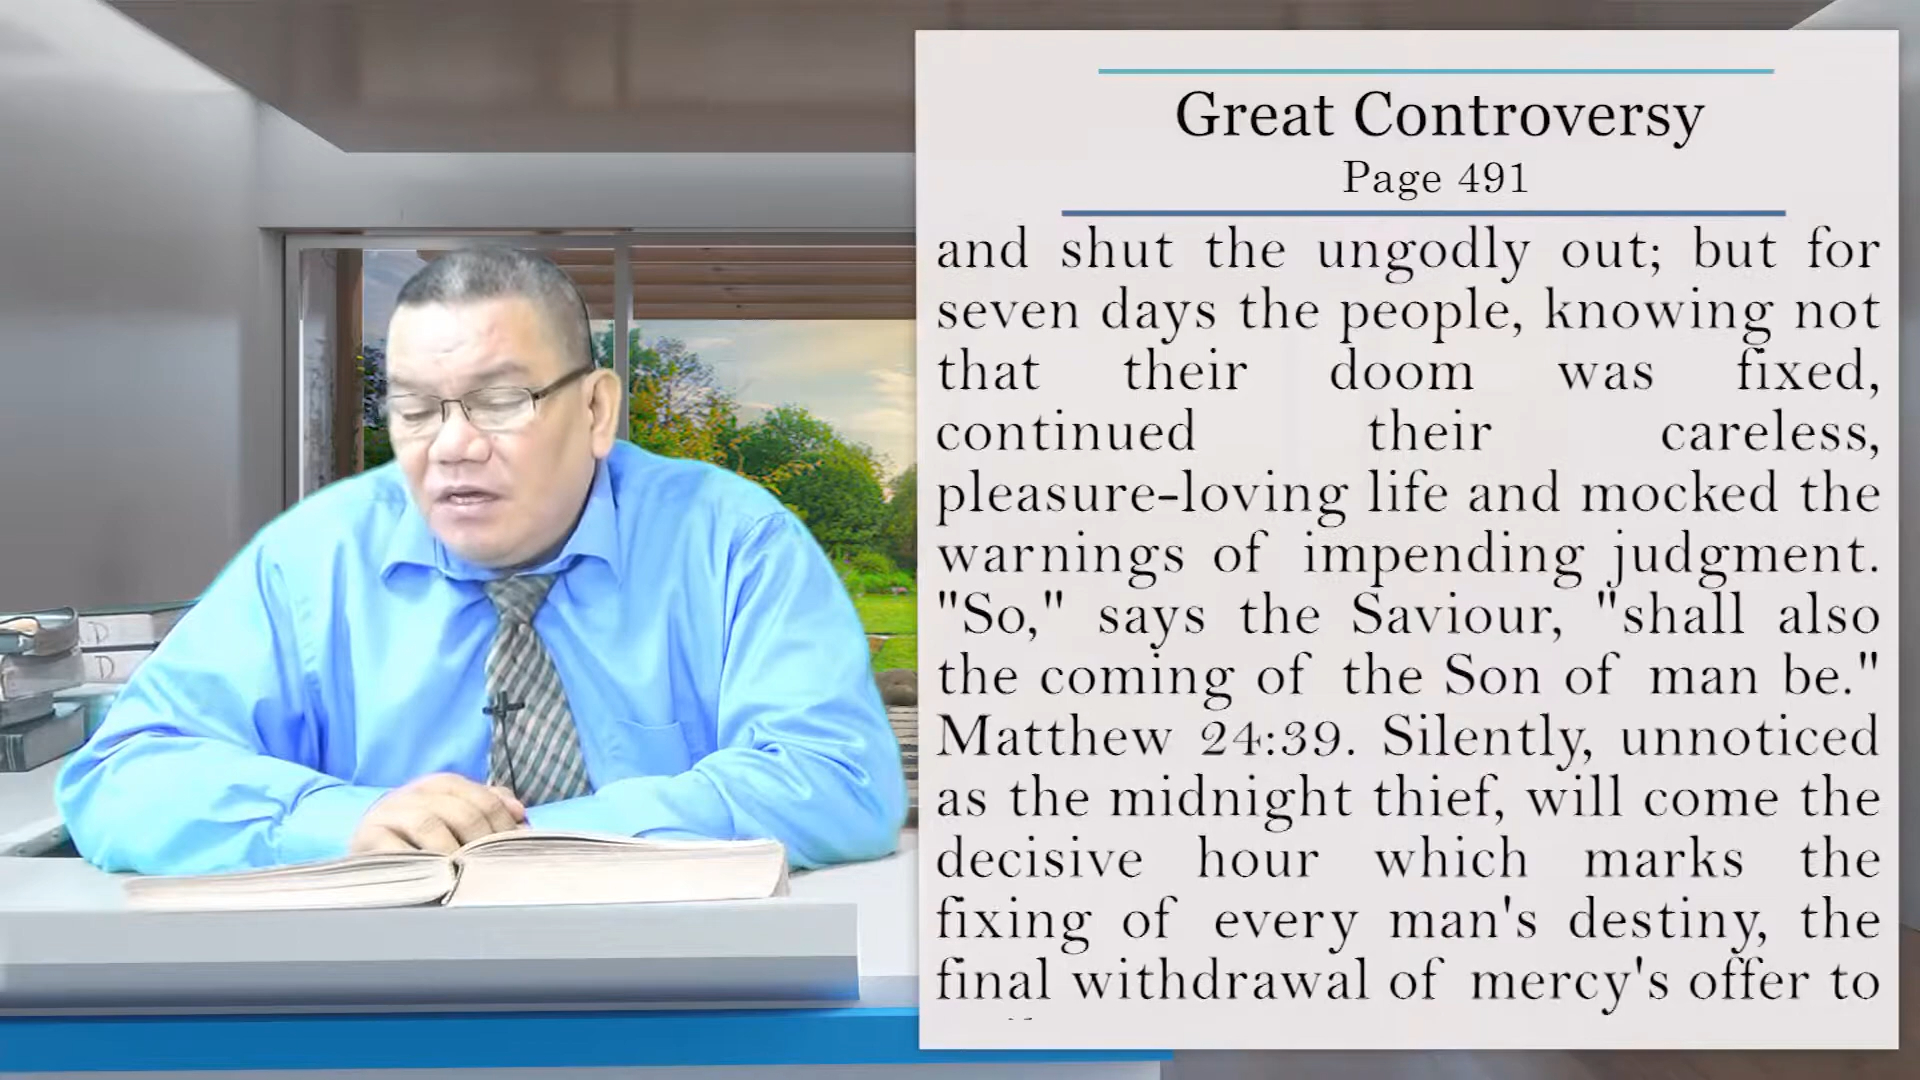 Great Controversy
Page 491
and shut the ungodly out; but for
seven days the people, knowing not
that their doom was fixed,
continued their careless,
pleasure-loving life and mocked the
warnings of impending judgment.
"So," says the Saviour, "shall also
the coming of the Son of man be."
Matthew 24:39. Silently, unnoticed
as the midnight thief, will come the
decisive hour which marks the
fixing of every man's destiny, the
final withdrawal of mercy's offer to